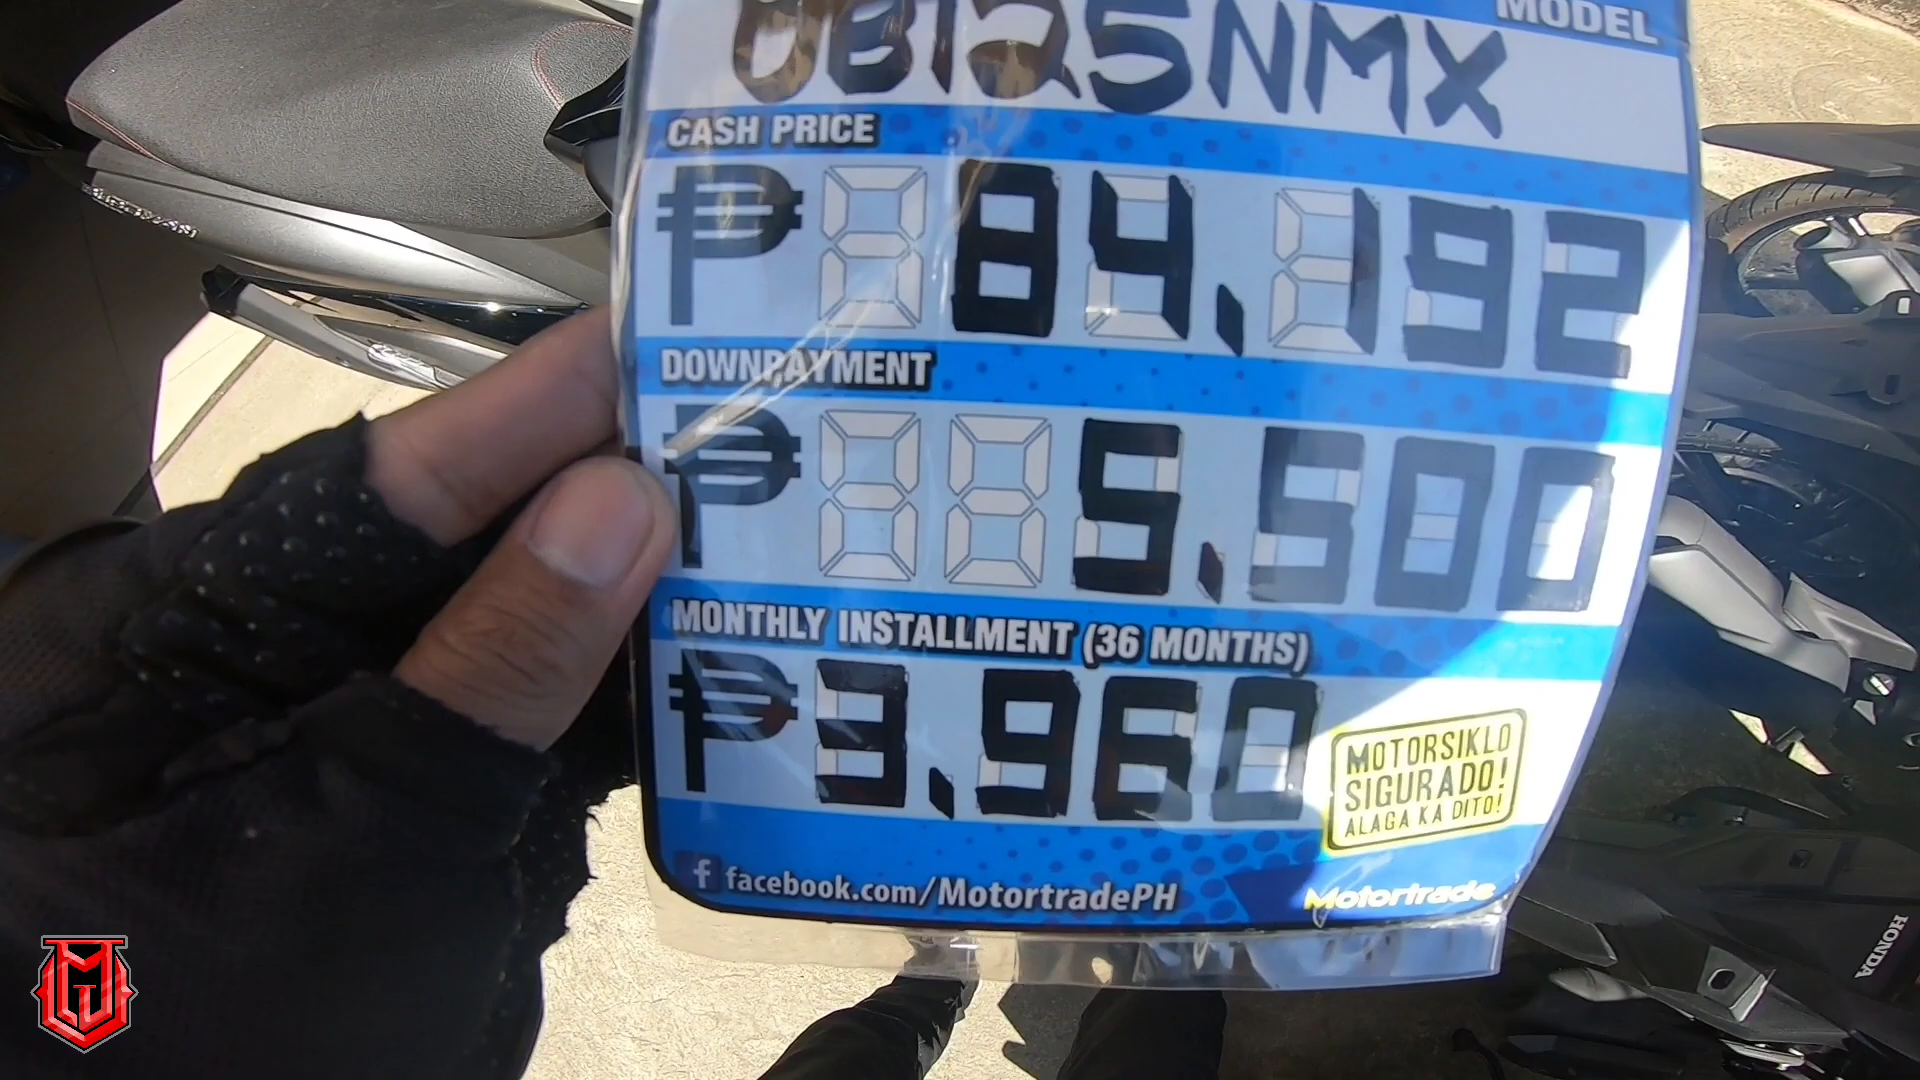 MODEL
UB125NMX
CASH PRICE
₱ 84,192
DOWNPAYMENT
₱ 5,500
MONTHLY INSTALLMENT (36 MONTHS)
₱3,960
MOTORSIKLO
SIGURADO!
ALAGA KA DITO!
f facebook.com/MotortradePH
Motortrade
HONDA